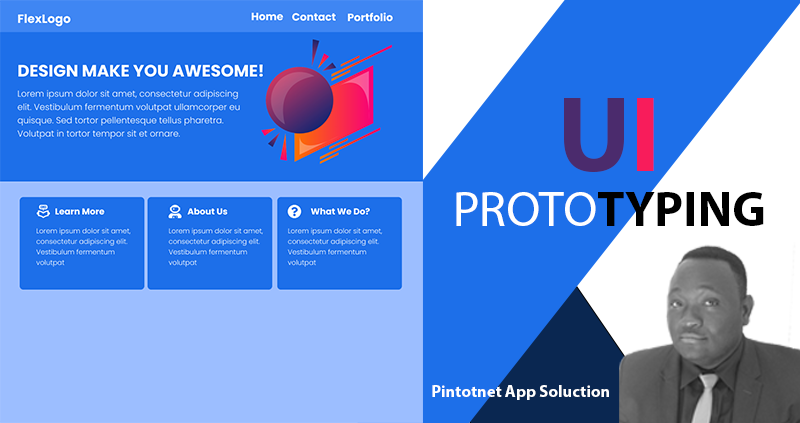 FlexLogo
Home Contact Portfolio
DESIGN MAKE YOU AWESOME!
Lorem ipsum dolor sit amet, consectetur adipiscing
elit. Vestibulum fermentum volutpat ullamcorper eu
quisque. Sed tortor pellentesque tellus pharetra.
Volutpat in tortor tempor sit et ornare.
Learn More
Lorem ipsum dolor sit amet,
consectetur adipiscing elit.
Vestibulum fermentum
volutpat
About Us
Lorem ipsum dolor sit amet,
consectetur adipiscing elit.
Vestibulum fermentum
volutpat
?
What We Do?
Lorem ipsum dolor sit amet,
consectetur adipiscing elit.
Vestibulum fermentum
volutpat
UI
PROTOTYPING
Pintotnet App Soluction